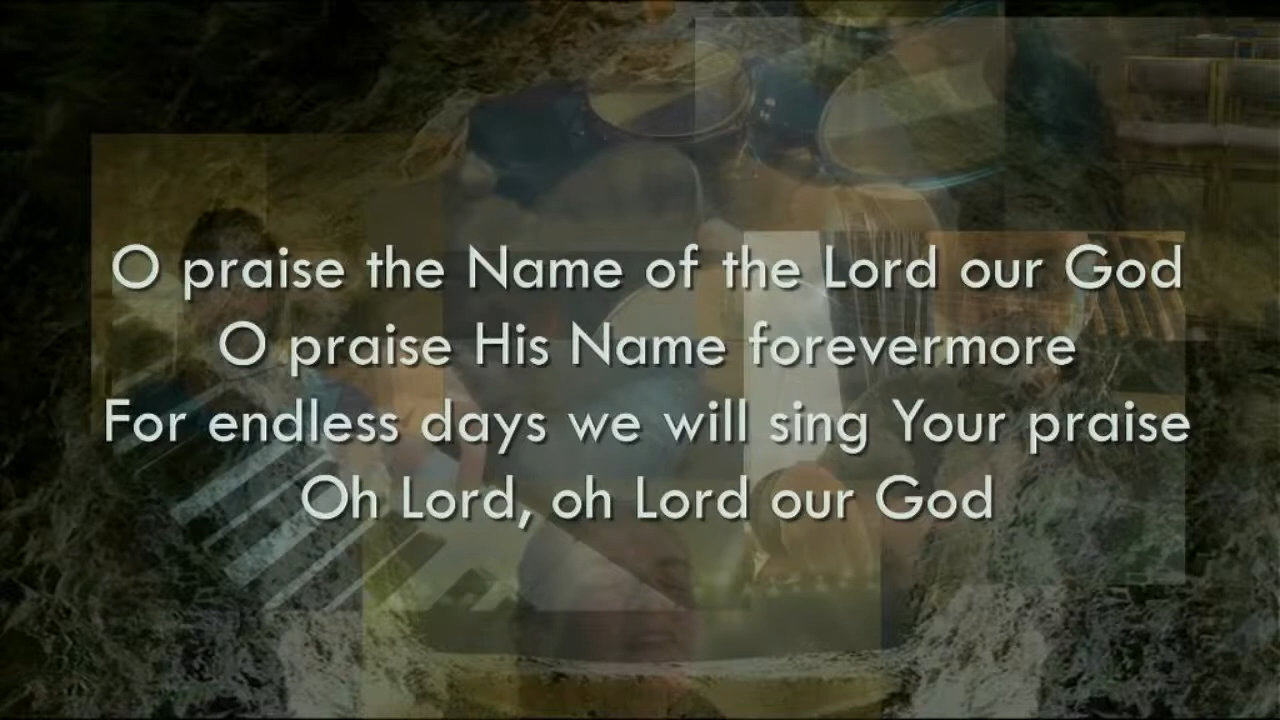 O praise the Name of the Lord our God
O praise His Name forevermore
For endless days we will sing Your praise
Oh Lord, oh Lord our God